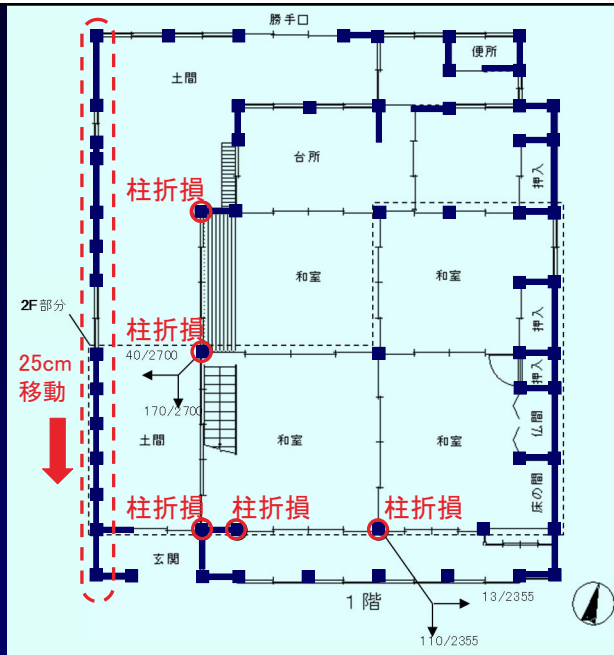 勝手口
便所
土間
台所
押入
柱折損
和室
和室
2F部分
柱折損
押入
40/2700
25cm
移動
押入
170/2700
土間
和室
和室
仏間
柱折損
柱折損
柱折損
床の間
玄関
1階
13/2355
110/2355